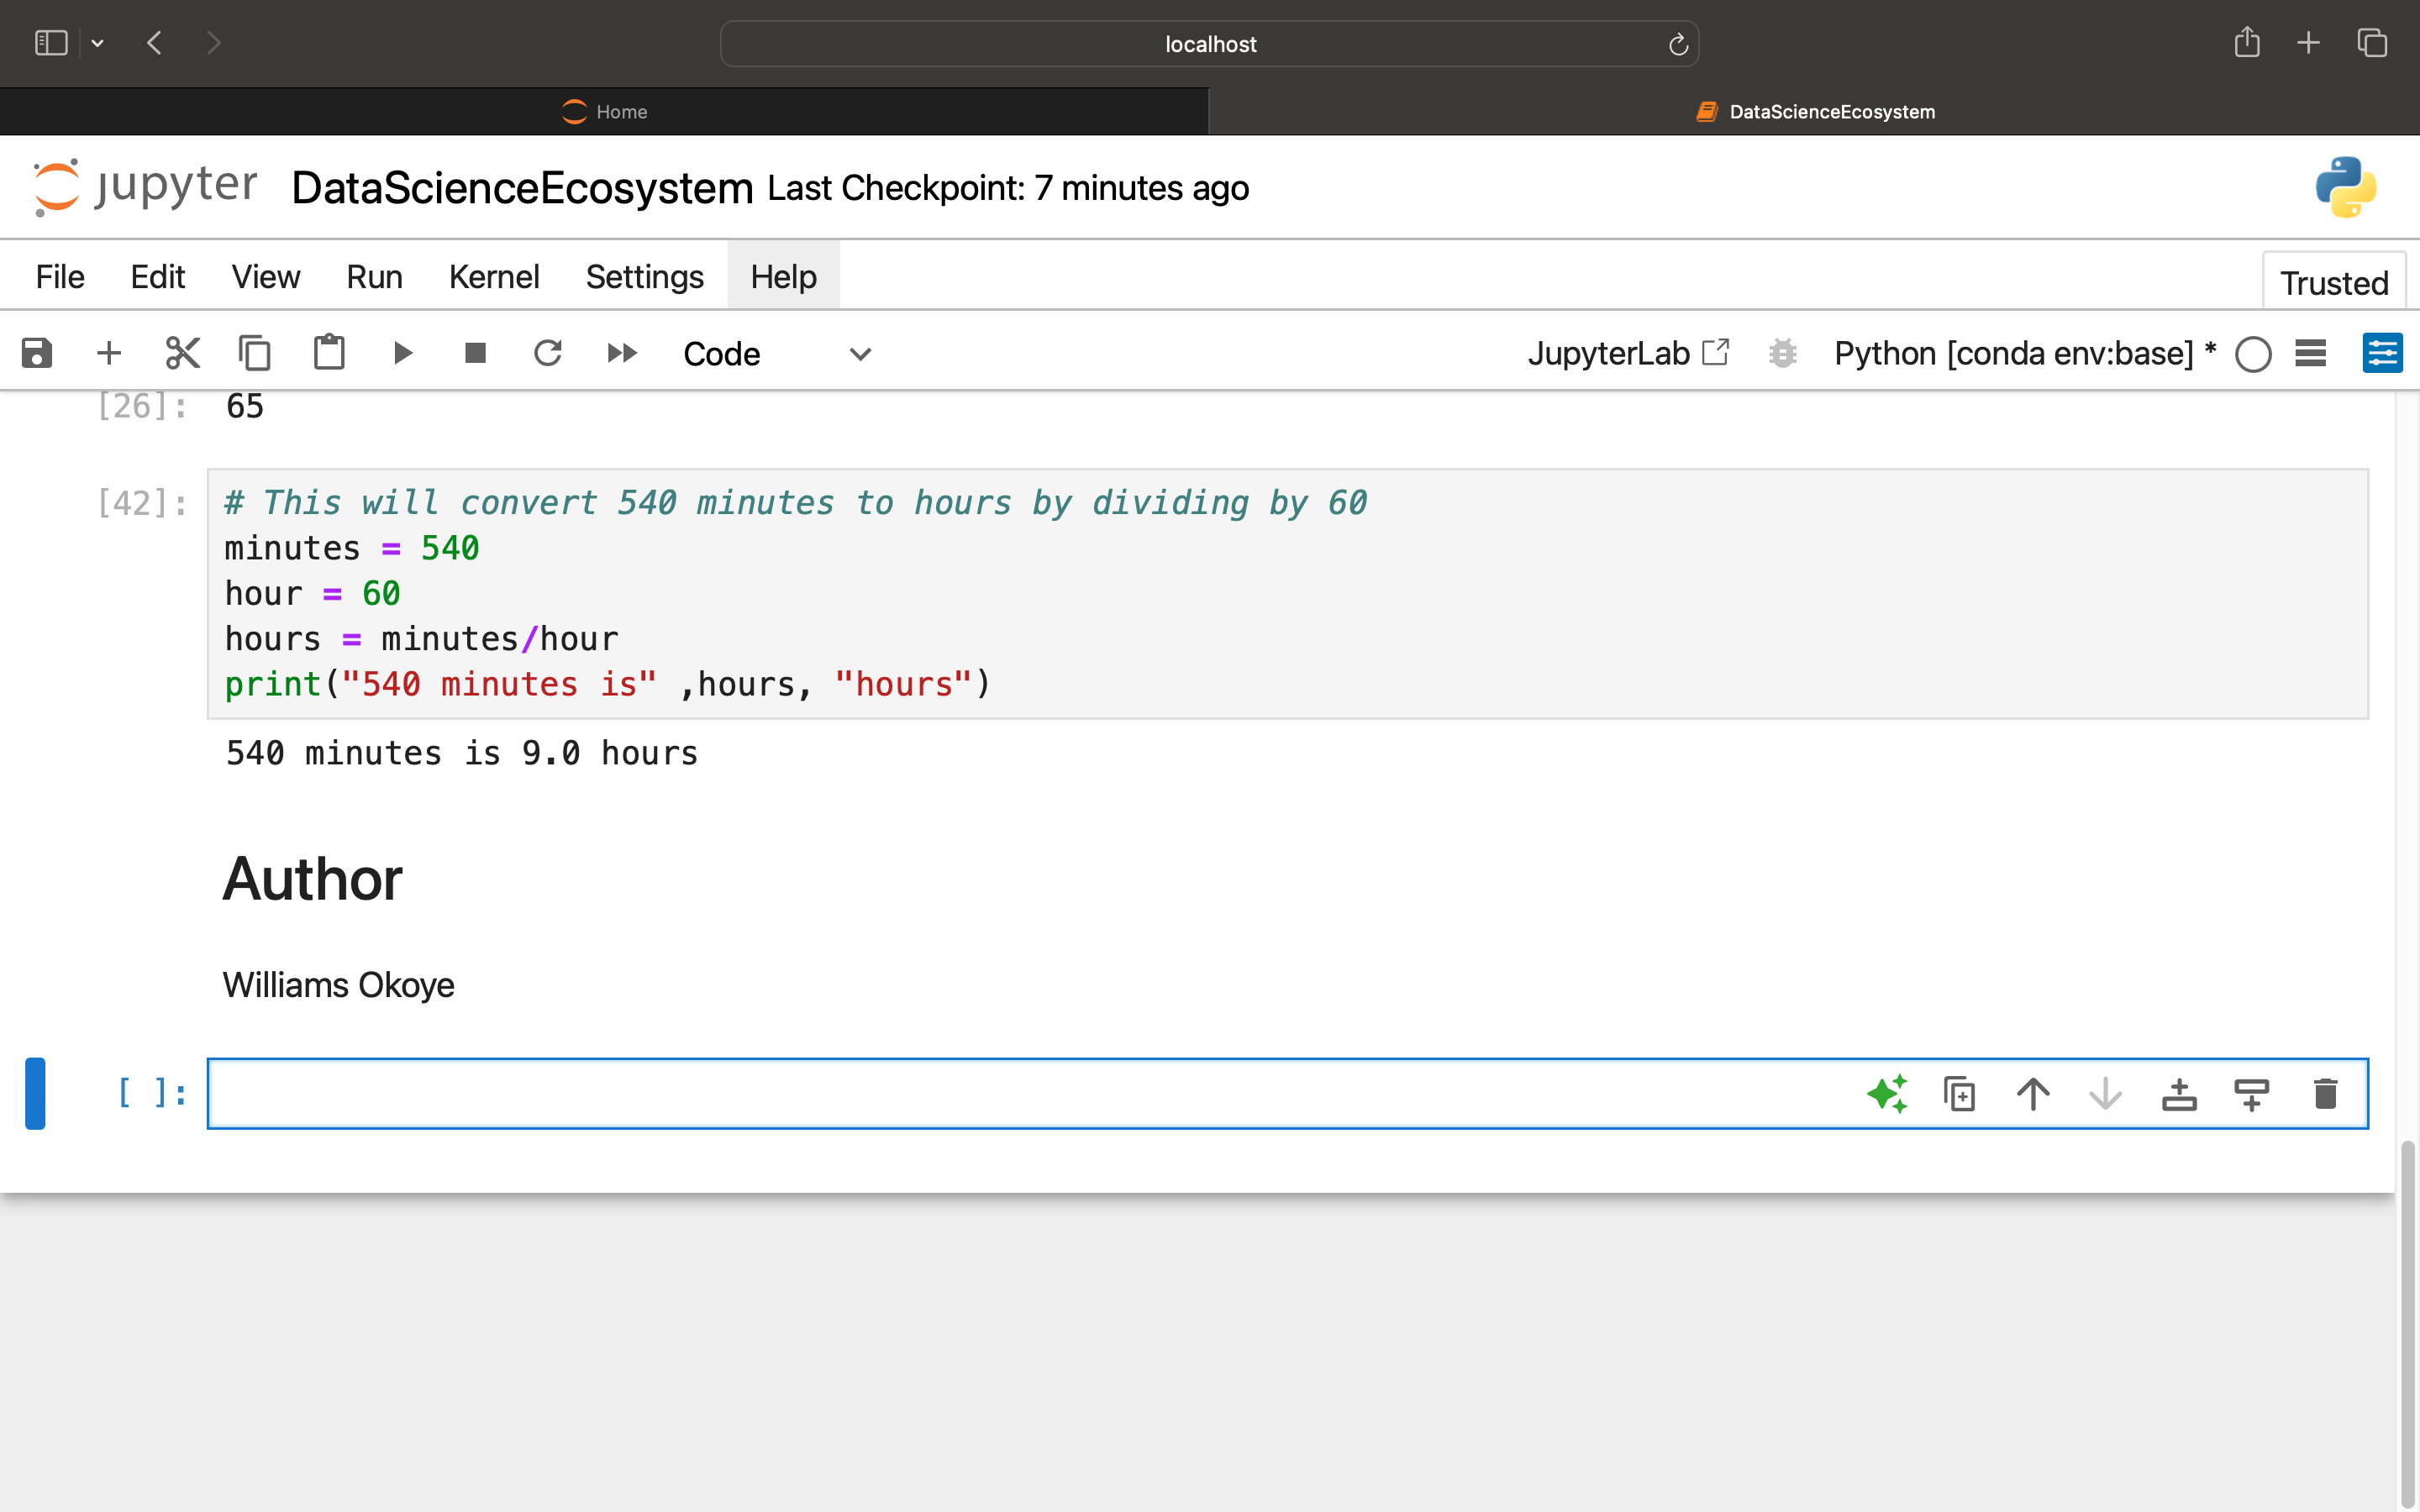 localhost
Home
DataScienceEcosystem
jupyter DataScienceEcosystem Last Checkpoint: 7 minutes ago
File Edit View Run Kernel Settings Help
Trusted
Code
JupyterLab
Python [conda env:base] *
[26]: 65
[42]: # This will convert 540 minutes to hours by dividing by 60
minutes = 540
hour = 60
hours = minutes/hour
print("540 minutes is" ,hours, "hours")
540 minutes is 9.0 hours
Author
Williams Okoye
[ ]: